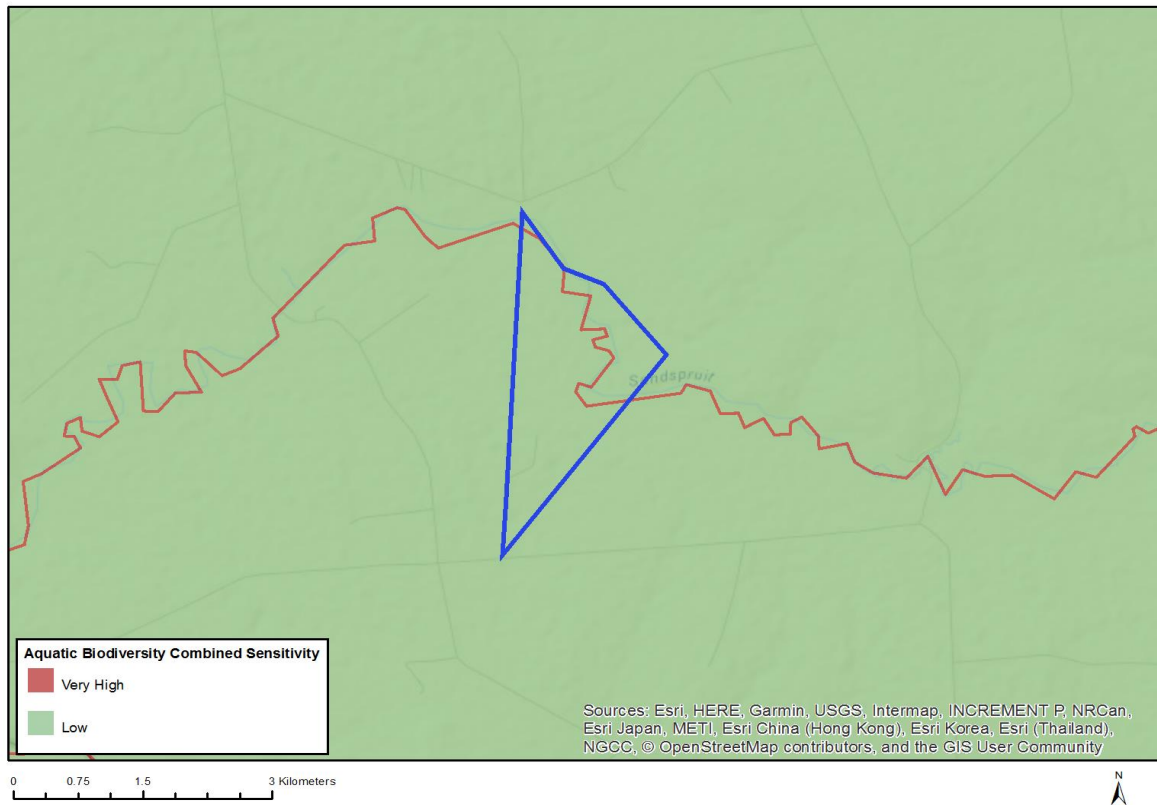 Sandspruit
Aquatic Biodiversity Combined Sensitivity
Very High
Low
Sources: Esri, HERE, Garmin, USGS, Intermap, INCREMENT P, NRCan,
Esri Japan, METI, Esri China (Hong Kong), Esri Korea, Esri (Thailand),
NGCC, © OpenStreetMap contributors, and the GIS User Community
0 0.75 1.5 3 Kilometers
N